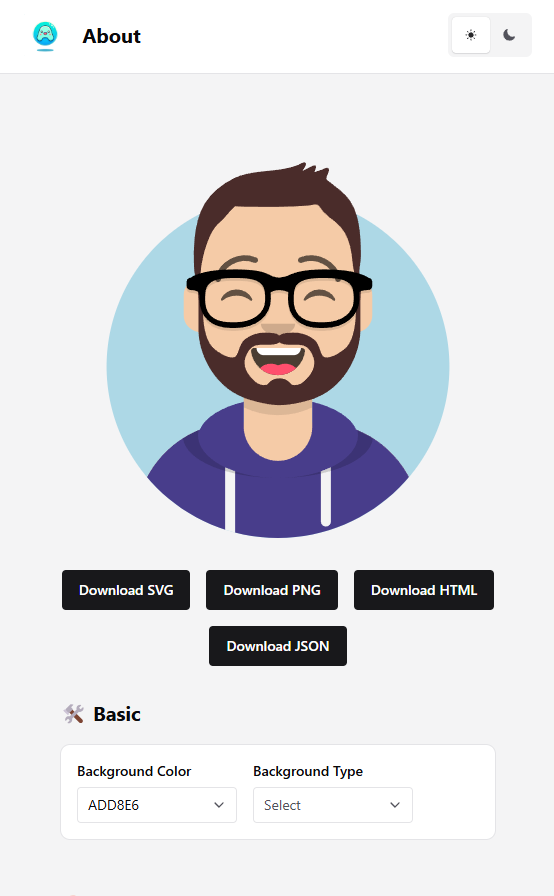 About
Download SVG Download PNG Download HTML
Download JSON
Basic
Background Color Background Type
ADD8E6 Select